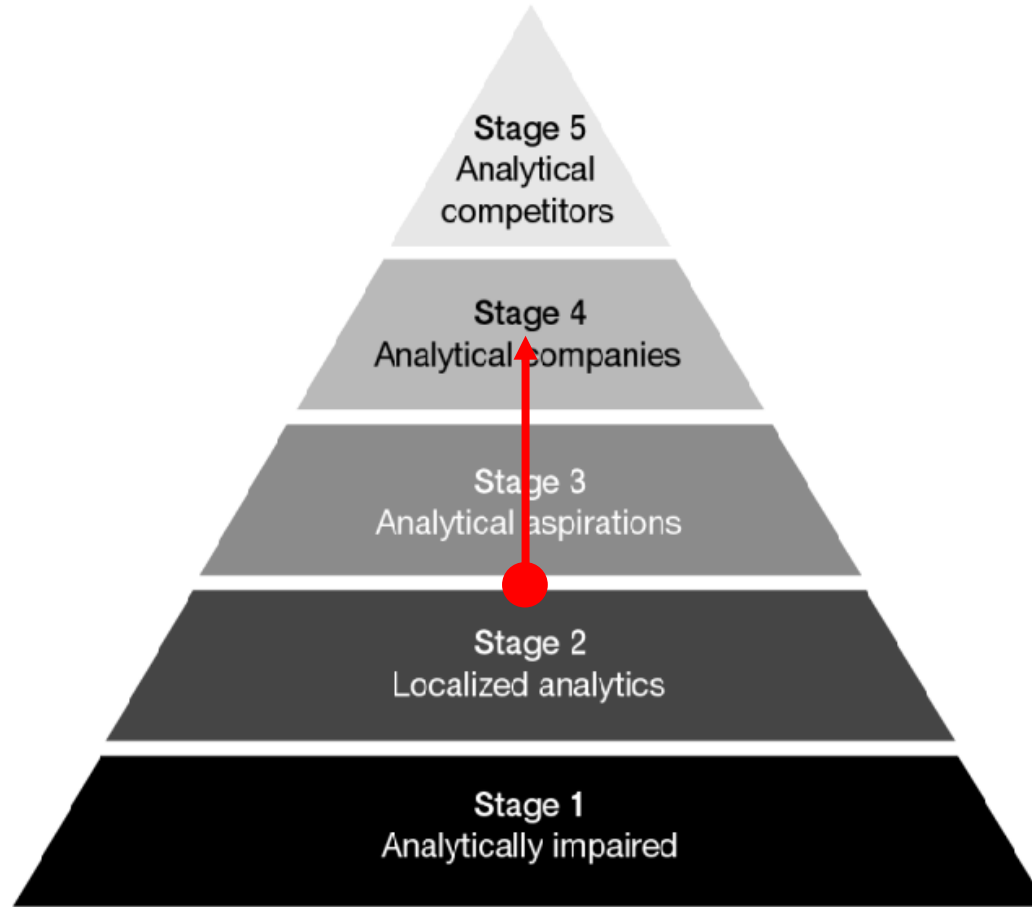 Stage 5
Analytical
competitors
Stage 4
Analytical companies
Stage 3
Analytical aspirations
Stage 2
Localized analytics
Stage 1
Analytically impaired